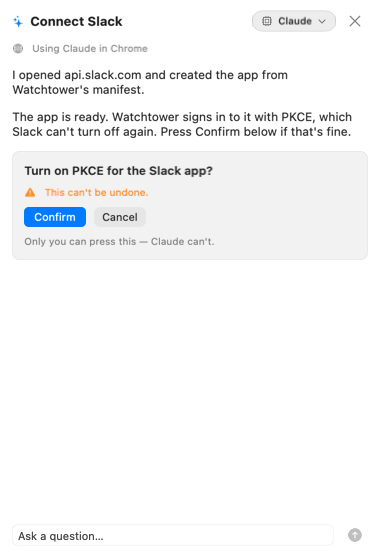 Connect Slack
Claude
Using Claude in Chrome
I opened api.slack.com and created the app from
Watchtower's manifest.
The app is ready. Watchtower signs in to it with PKCE, which
Slack can't turn off again. Press Confirm below if that's fine.
Turn on PKCE for the Slack app?
This can't be undone.
Confirm
Cancel
Only you can press this — Claude can't.
Ask a question...